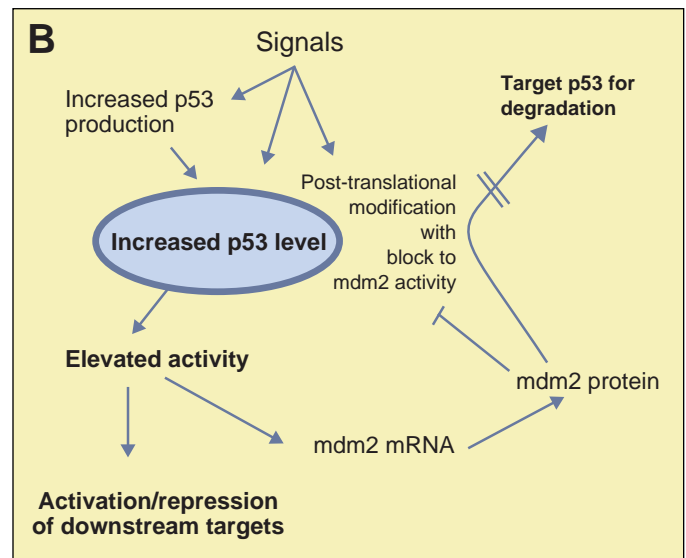 B
Signals
Increased p53
production
Target p53 for
degradation
Post-translational
modification
with
block to
mdm2 activity
Increased p53 level
Elevated activity
mdm2 protein
mdm2 mRNA
Activation/repression
of downstream targets